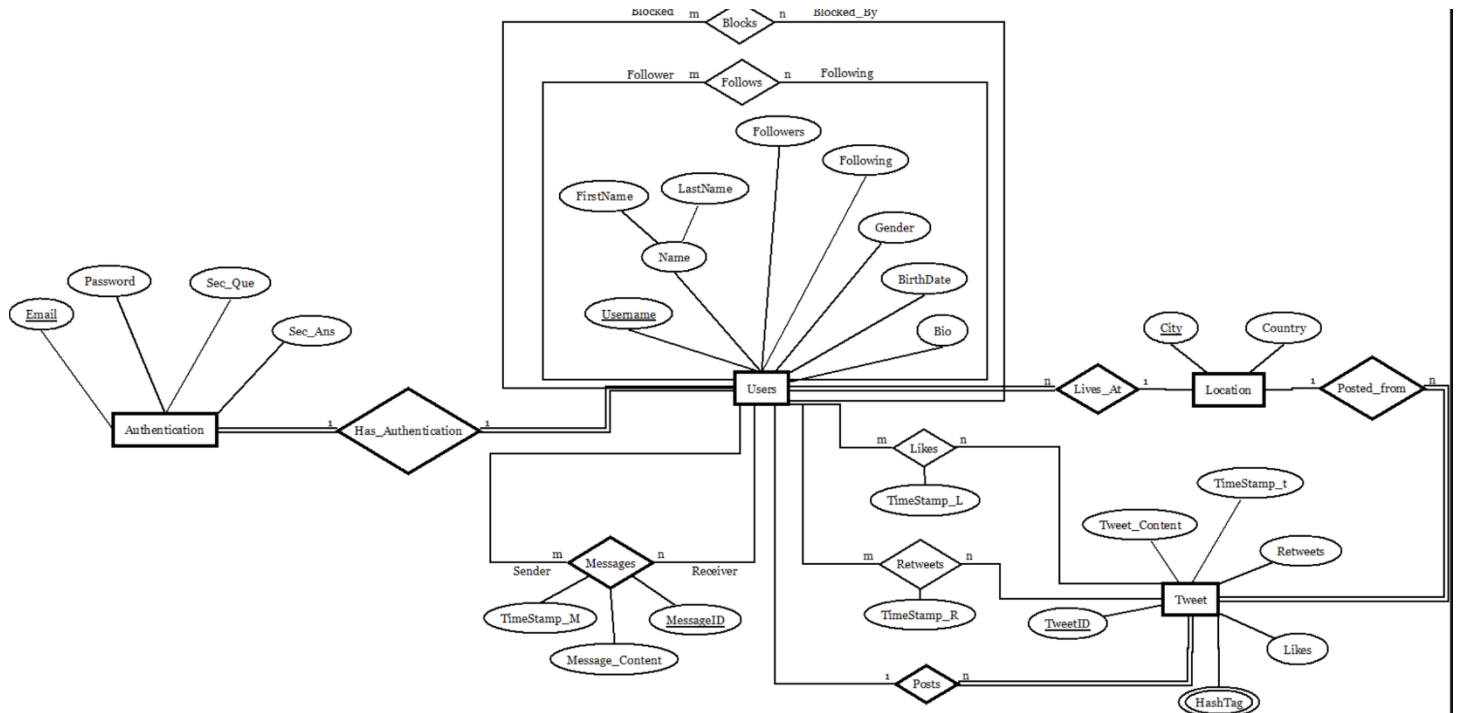 Blocked m Blocks n Blocked_By
Follower m Follows n Following
Followers
Following
FirstName
LastName
Name
Gender
BirthDate
Username
Bio
Users
Email
Password
Sec_Que
Sec_Ans
Authentication
1 Has_Authentication 1
n Lives_At 1
City
Country
Location
1 Posted_from n
m Likes n
TimeStamp_L
m Retweets n
TimeStamp_R
Sender m Messages n Receiver
TimeStamp_M
MessageID
Message_Content
TimeStamp_t
Tweet_Content
Retweets
Tweet
TweetID
Likes
HashTag
1 Posts n